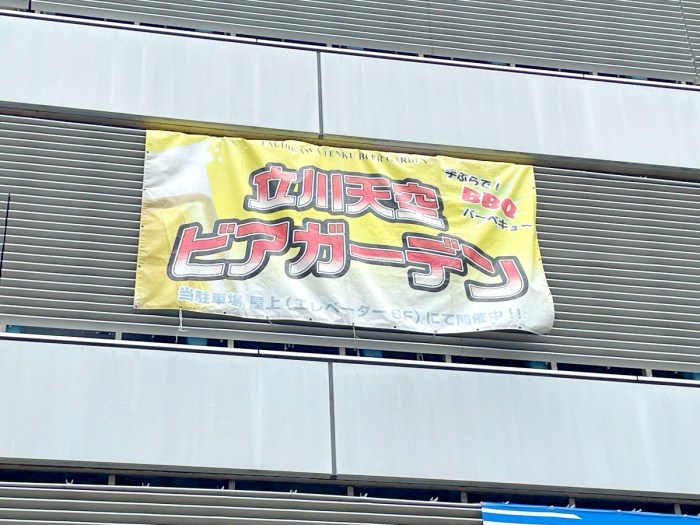 TACHIKAWA TENKU BEER GARDEN
立川天空
ビアガーデン
手ぶらで!
BBQ
バーベキュー
当駐車場 屋上(エレベーター6F)にて開催中!!